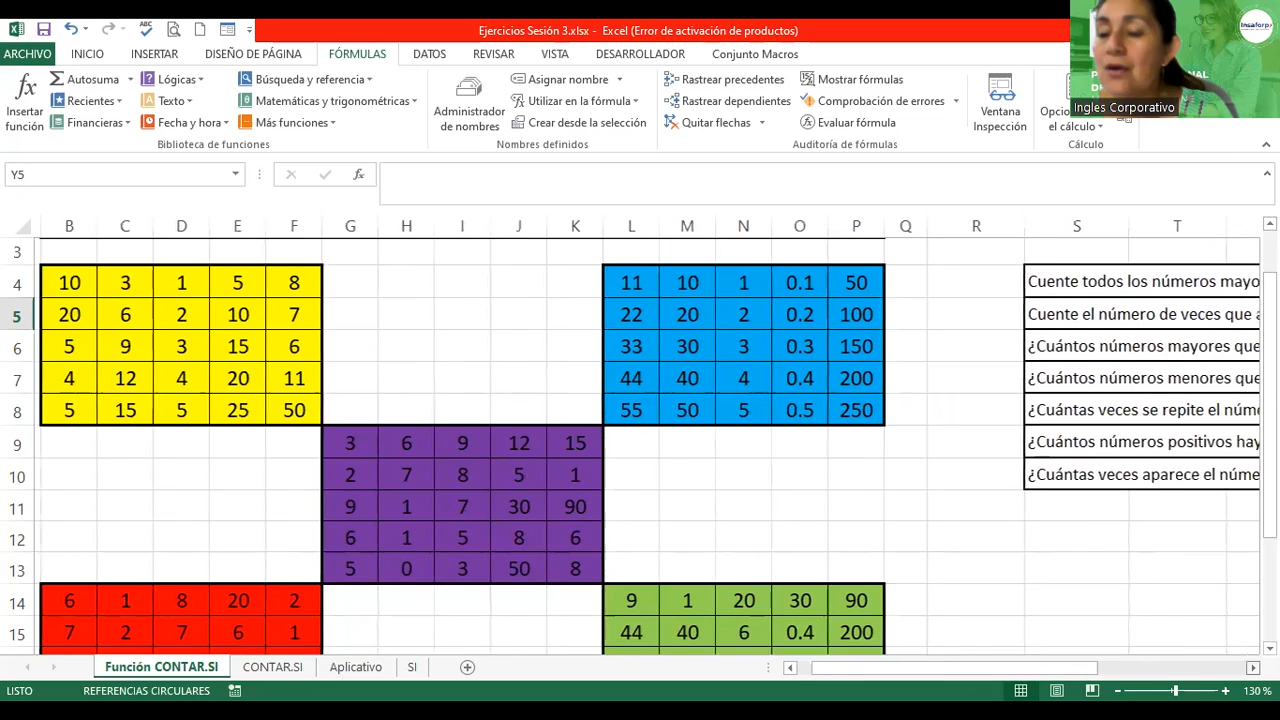 Ejercicios Sesión 3.xlsx - Excel (Error de activación de productos)
ARCHIVO INICIO INSERTAR DISEÑO DE PÁGINA FÓRMULAS DATOS REVISAR VISTA DESARROLLADOR Conjunto Macros
Insertar función
Autosuma
Recientes
Financieras
Lógicas
Texto
Fecha y hora
Búsqueda y referencia
Matemáticas y trigonométricas
Más funciones
Biblioteca de funciones
Administrador de nombres
Asignar nombre
Utilizar en la fórmula
Crear desde la selección
Nombres definidos
Rastrear precedentes
Rastrear dependientes
Quitar flechas
Mostrar fórmulas
Comprobación de errores
Evaluar fórmula
Auditoría de fórmulas
Ventana Inspección
el cálculo
Cálculo
Insaforp
Ingles Corporativo
Y5
fx
B C D E F G H I J K L M N O P Q R S T
3
4 10 3 1 5 8 11 10 1 0.1 50 Cuente todos los números mayo
5 20 6 2 10 7 22 20 2 0.2 100 Cuente el número de veces que a
6 5 9 3 15 6 33 30 3 0.3 150 ¿Cuántos números mayores que
7 4 12 4 20 11 44 40 4 0.4 200 ¿Cuántos números menores que
8 5 15 5 25 50 55 50 5 0.5 250 ¿Cuántas veces se repite el núme
9 3 6 9 12 15 ¿Cuántos números positivos hay
10 2 7 8 5 1 ¿Cuántas veces aparece el núme
11 9 1 7 30 90
12 6 1 5 8 6
13 5 0 3 50 8
14 6 1 8 20 2 9 1 20 30 90
15 7 2 7 6 1 44 40 6 0.4 200
Función CONTAR.SI CONTAR.SI Aplicativo SI
LISTO REFERENCIAS CIRCULARES 130 %